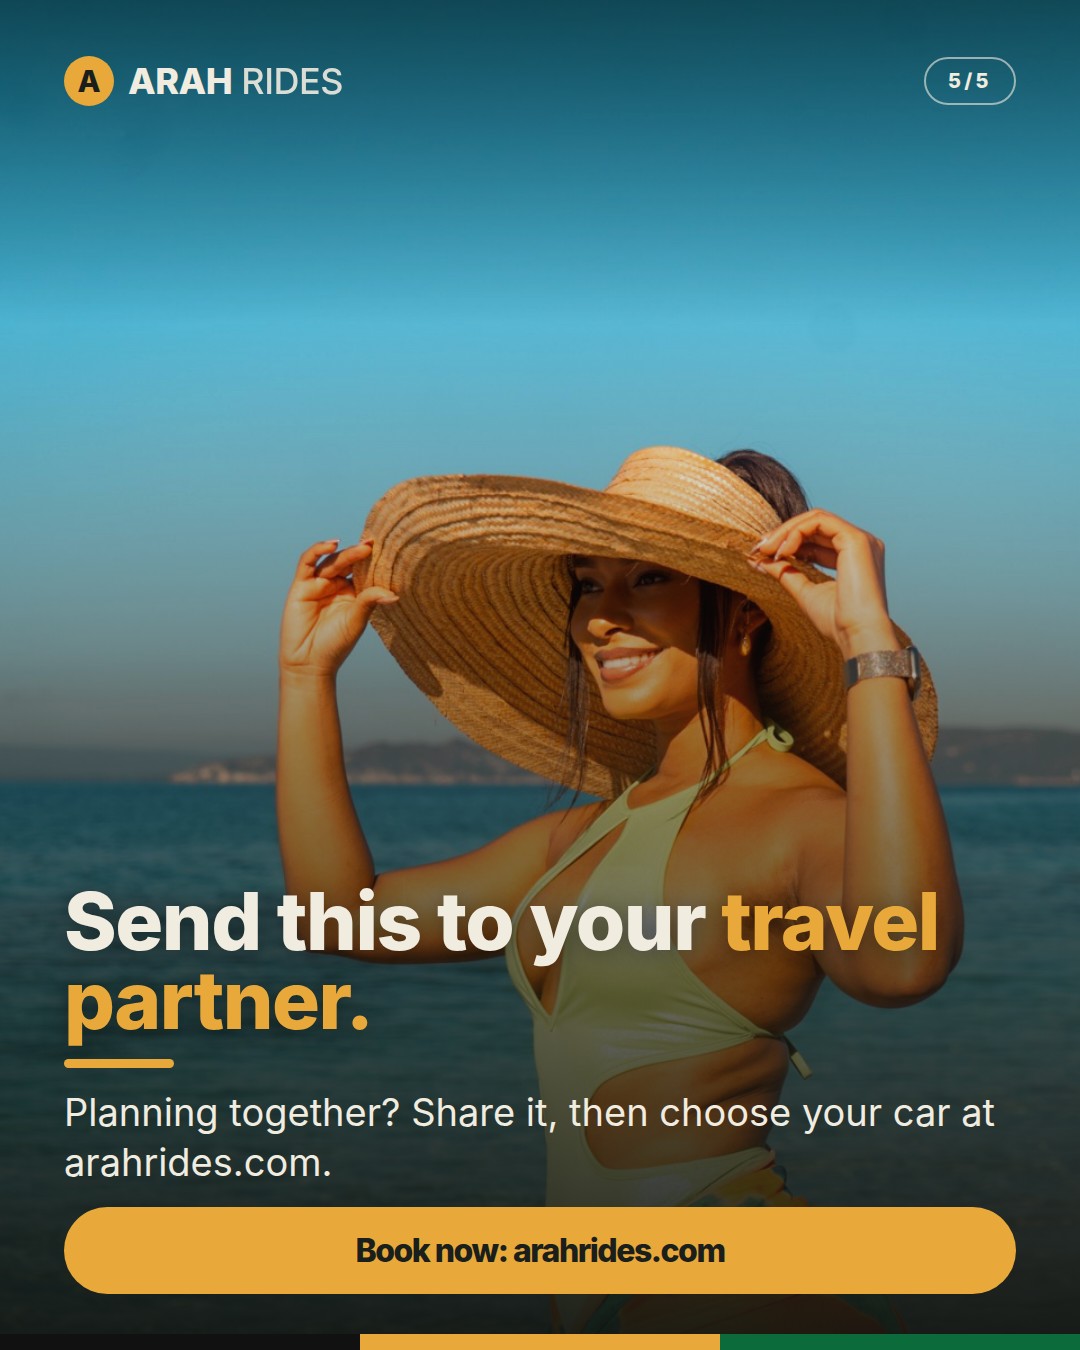 A ARAH RIDES
5/5
Send this to your travel
partner.
Planning together? Share it, then choose your car at
arahrides.com.
Book now: arahrides.com